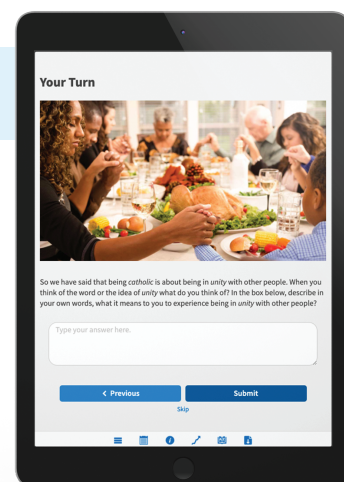 Your Turn
So we have said that being catholic is about being in unity with other people. When you
think of the word or the idea of unity what do you think of? In the box below, describe in
your own words, what it means to you to experience being in unity with other people?
Type your answer here.
< Previous
Submit
Skip